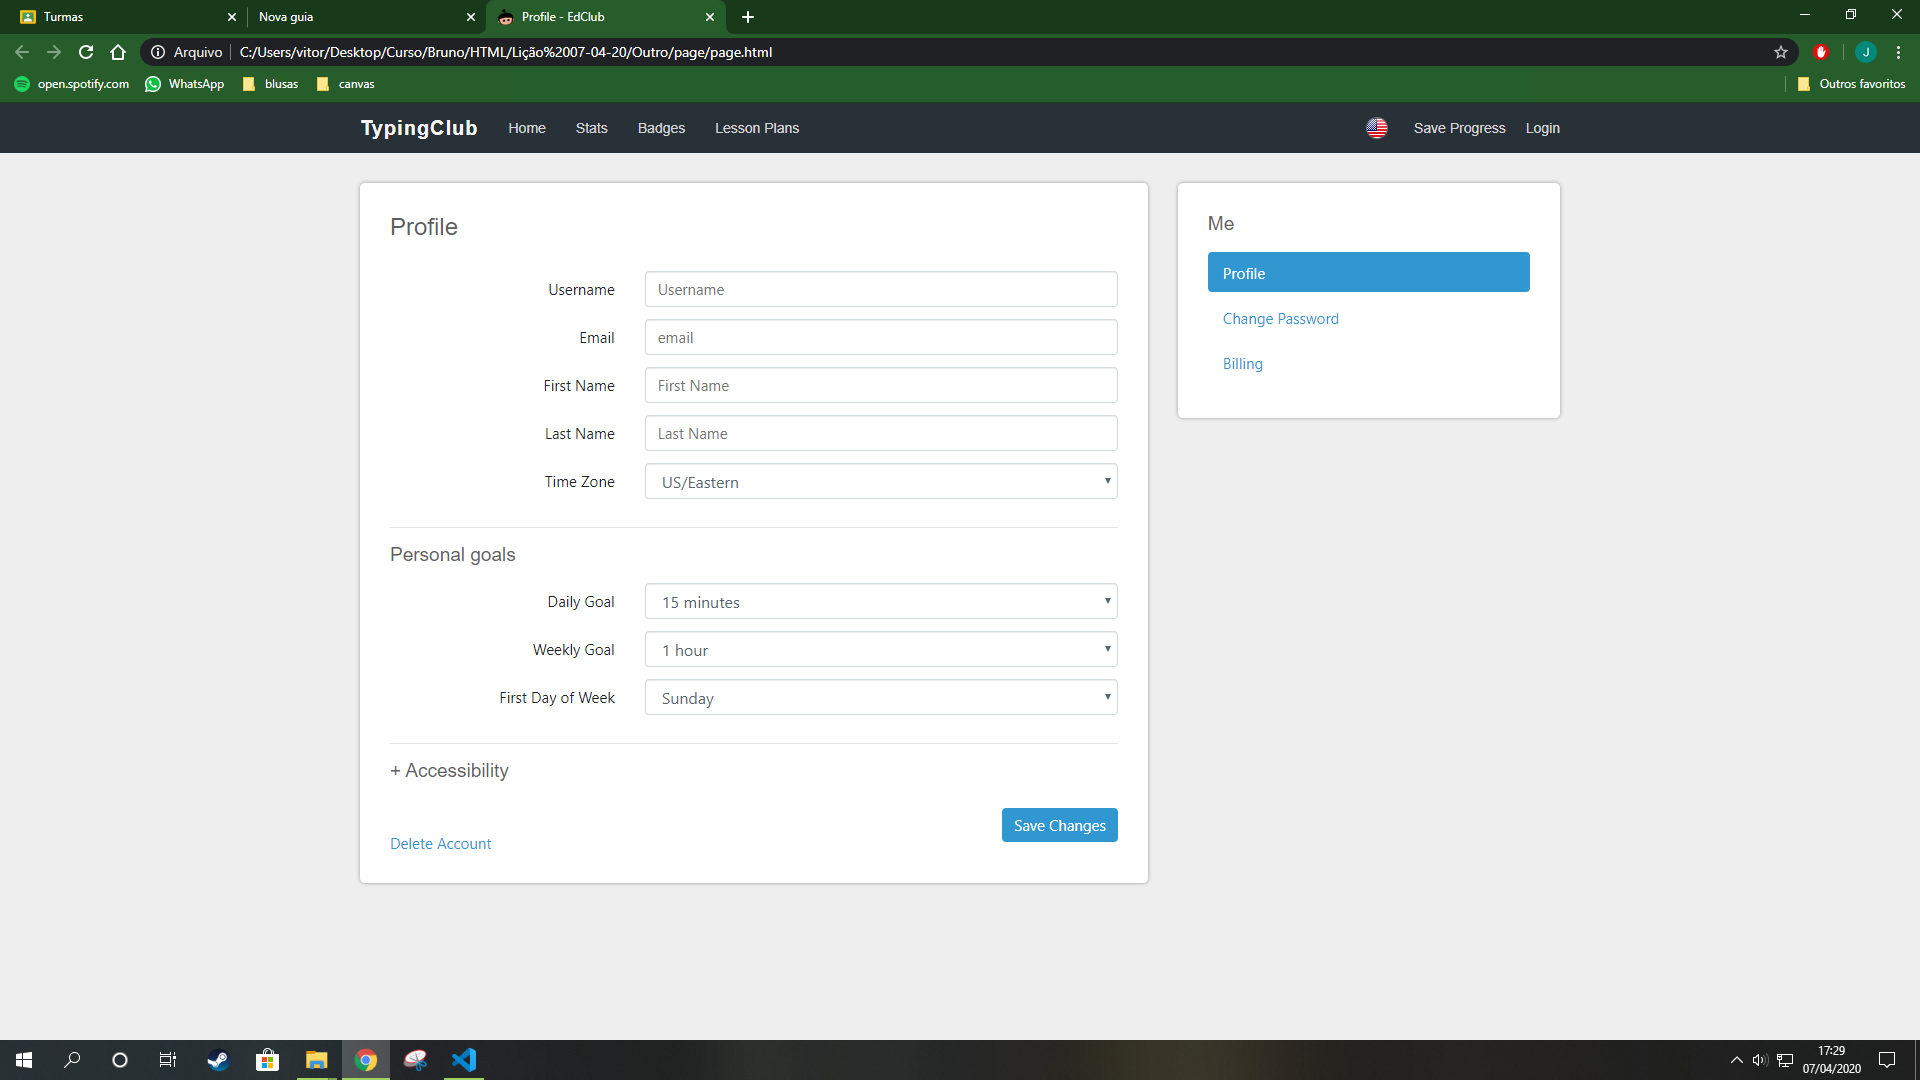 Turmas
Nova guia
Profile - EdClub
Arquivo
C:/Users/vitor/Desktop/Curso/Bruno/HTML/Lição%2007-04-20/Outro/page/page.html
J
open.spotify.com
WhatsApp
blusas
canvas
Outros favoritos
TypingClub
Home
Stats
Badges
Lesson Plans
Save Progress
Login
Profile
Username
Username
Email
email
First Name
First Name
Last Name
Last Name
Time Zone
US/Eastern
Personal goals
Daily Goal
15 minutes
Weekly Goal
1 hour
First Day of Week
Sunday
+ Accessibility
Save Changes
Delete Account
Me
Profile
Change Password
Billing
17:29
07/04/2020